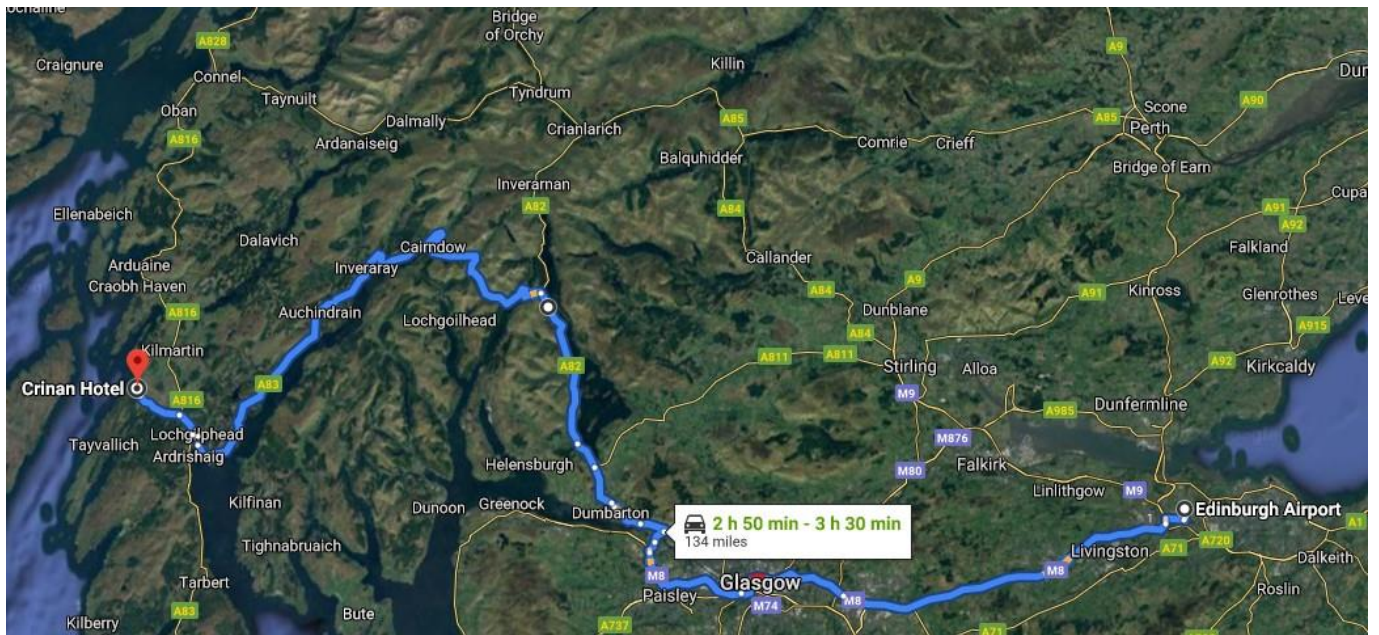 Bridge
of Orchy
A828
A9
Craignure
Killin
Connel
Tyndrum
Taynuilt
A90
Oban
Scone
A85
A85
Dalmally
Crianlarich
Perth
A816
Ardanaiseig
Comrie
Crieff
Balquhidder
Bridge of Earn
Inverarnan
A82
A84
A91
Ellenabeich
A92
Dalavich
Cairndow
Falkland
Callander
Arduaine
Inveraray
Craobh Haven
A9
A84
A91
Kinross
Glenrothes
Auchindrain
A816
Lochgoilhead
Dunblane
A915
A84
Kilmartin
A811
A811
A92
Kirkcaldy
A82
Stirling
Alloa
Crinan Hotel
A83
M9
A816
Dunfermline
A985
Lochgilphead
Tayvallich
M876
Ardrishaig
Helensburgh
M80
Falkirk
Linlithgow
M9
Kilfinan
Dunoon
Greenock
Dumbarton
Edinburgh Airport
2 h 50 min - 3 h 30 min
134 miles
1
A1
Tighnabruaich
A720
Livingston
A71
Dalkeith
M8
M8
Tarbert
Glasgow
Roslin
Paisley
M8
M74
A83
Bute
Kilberry
A737
A71